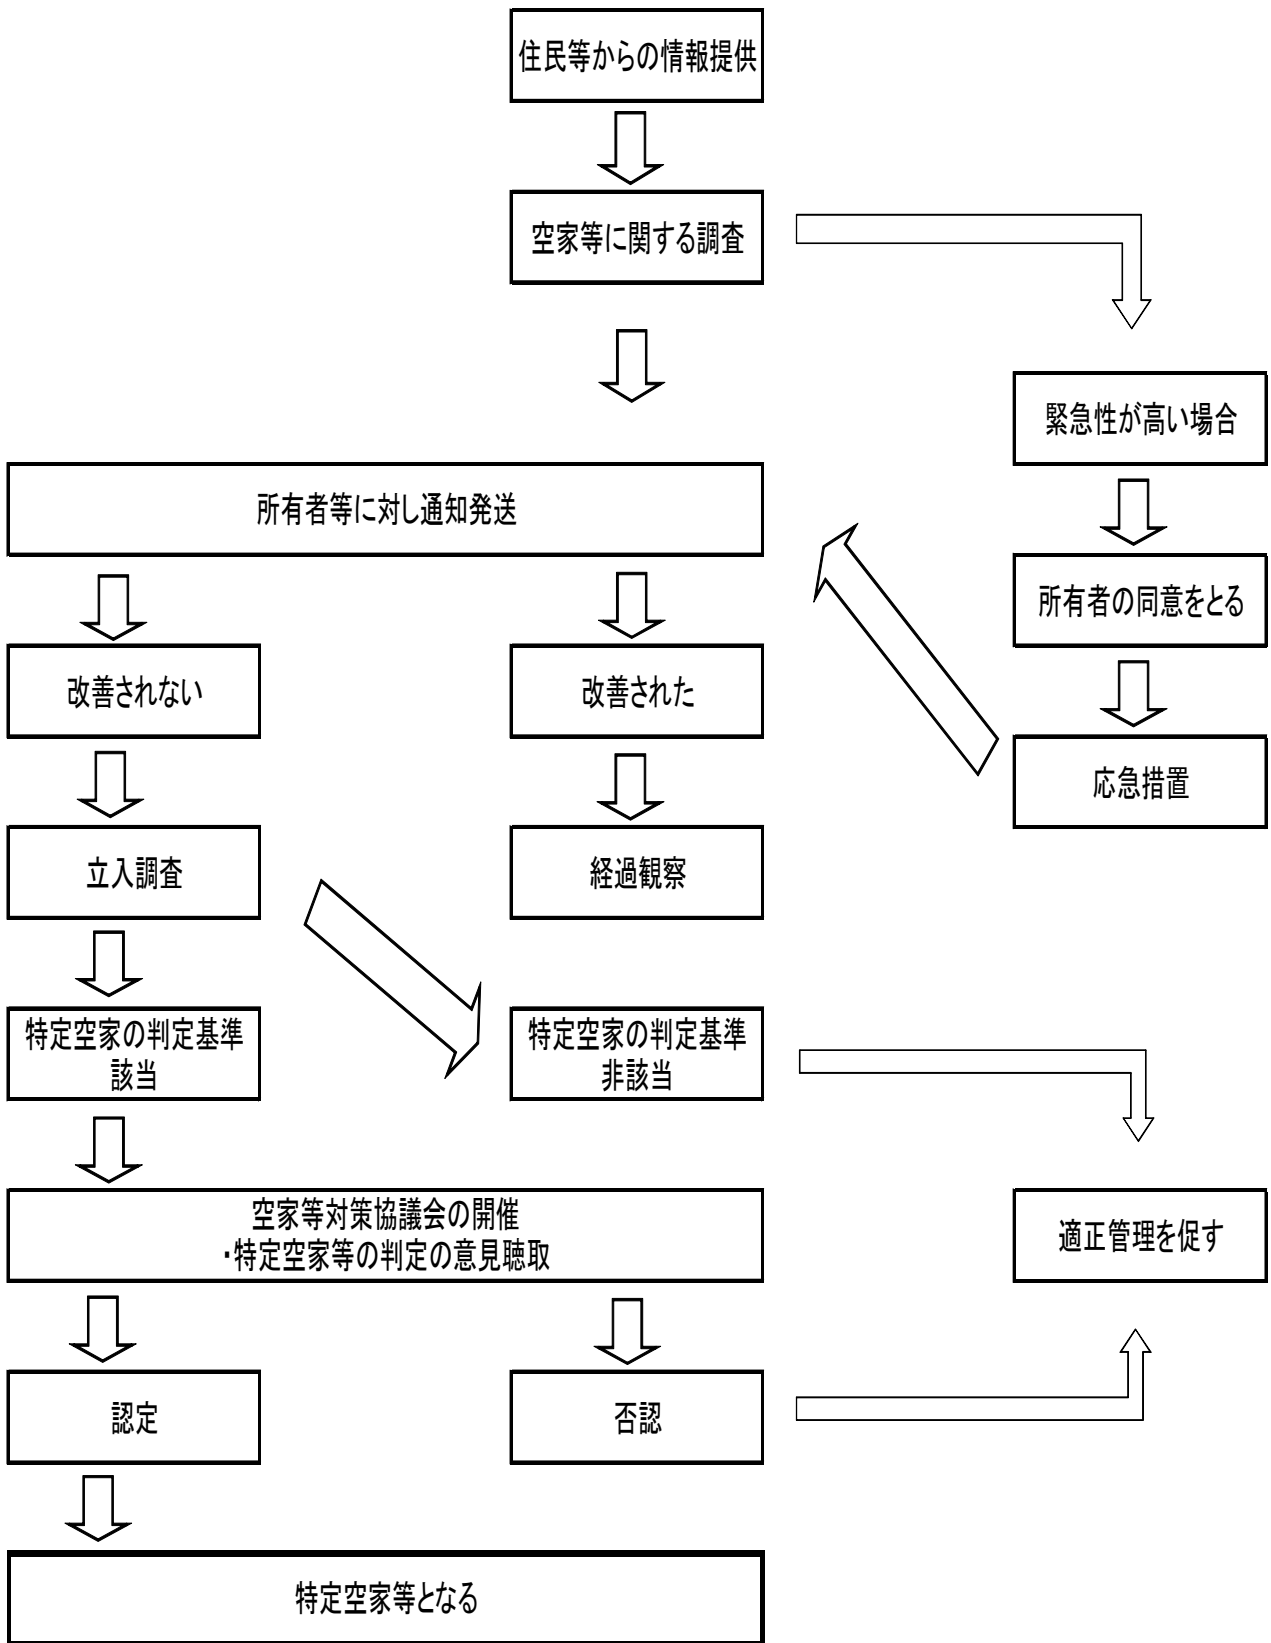 住民等からの情報提供
空家等に関する調査
緊急性が高い場合
所有者等に対し通知発送
所有者の同意をとる
改善されない
改善された
応急措置
立入調査
経過観察
特定空家の判定基準
該当
特定空家の判定基準
非該当
空家等対策協議会の開催
・特定空家等の判定の意見聴取
適正管理を促す
認定
否認
特定空家等となる